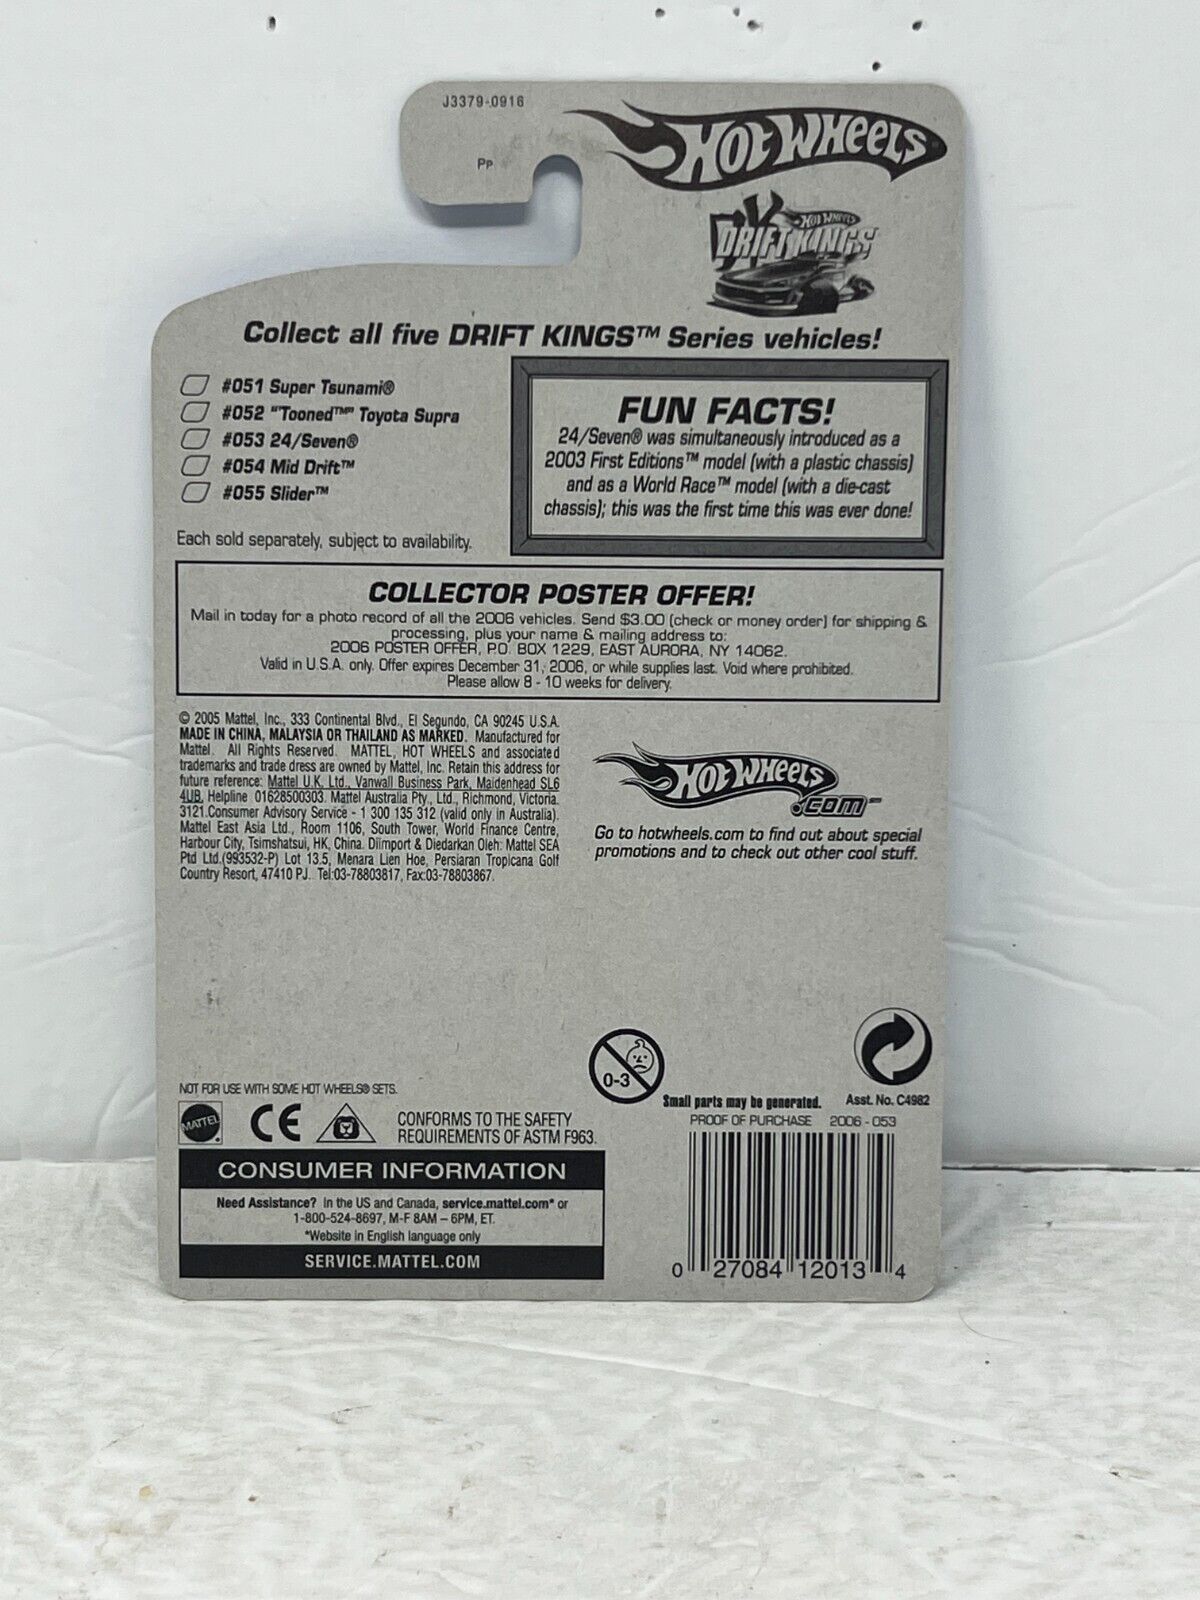 J3379-0916
Pp
HOT WHEELS
HOT WHEELS
DRIFT KINGS
Collect all five DRIFT KINGS™ Series vehicles!
#051 Super Tsunami®
#052 "Tooned™" Toyota Supra
#053 24/Seven®
#054 Mid Drift™
#055 Slider™
Each sold separately, subject to availability.
FUN FACTS!
24/Seven® was simultaneously introduced as a
2003 First Editions™ model (with a plastic chassis)
and as a World Race™ model (with a die-cast
chassis); this was the first time this was ever done!
COLLECTOR POSTER OFFER!
Mail in today for a photo record of all the 2006 vehicles. Send $3.00 (check or money order) for shipping &
processing, plus your name & mailing address to:
2006 POSTER OFFER, P.O. BOX 1229, EAST AURORA, NY 14062.
Valid in U.S.A. only. Offer expires December 31, 2006, or while supplies last. Void where prohibited.
Please allow 8 - 10 weeks for delivery.
© 2005 Mattel, Inc., 333 Continental Blvd., El Segundo, CA 90245 U.S.A.
MADE IN CHINA, MALAYSIA OR THAILAND AS MARKED. Manufactured for
Mattel. All Rights Reserved. MATTEL, HOT WHEELS and associated
trademarks and trade dress are owned by Mattel, Inc. Retain this address for
future reference: Mattel U.K. Ltd., Vanwall Business Park, Maidenhead SL6
4UB. Helpline 01628500303. Mattel Australia Pty., Ltd., Richmond, Victoria.
3121.Consumer Advisory Service - 1 300 135 312 (valid only in Australia).
Mattel East Asia Ltd., Room 1106, South Tower, World Finance Centre,
Harbour City, Tsimshatsui, HK, China. Diimport & Diedarkan Oleh: Mattel SEA
Ptd Ltd.(993532-P) Lot 13.5, Menara Lien Hoe, Persiaran Tropicana Golf
Country Resort, 47410 PJ. Tel:03-78803817, Fax:03-78803867.
HOT WHEELS
.COM™
Go to hotwheels.com to find out about special
promotions and to check out other cool stuff.
0-3
Small parts may be generated.
Asst. No. C4982
NOT FOR USE WITH SOME HOT WHEELS® SETS.
MATTEL
CE
CONFORMS TO THE SAFETY
REQUIREMENTS OF ASTM F963.
PROOF OF PURCHASE 2006 - 053
CONSUMER INFORMATION
Need Assistance? In the US and Canada, service.mattel.com* or
1-800-524-8697, M-F 8AM – 6PM, ET.
*Website in English language only
SERVICE.MATTEL.COM
0 27084 12013 4